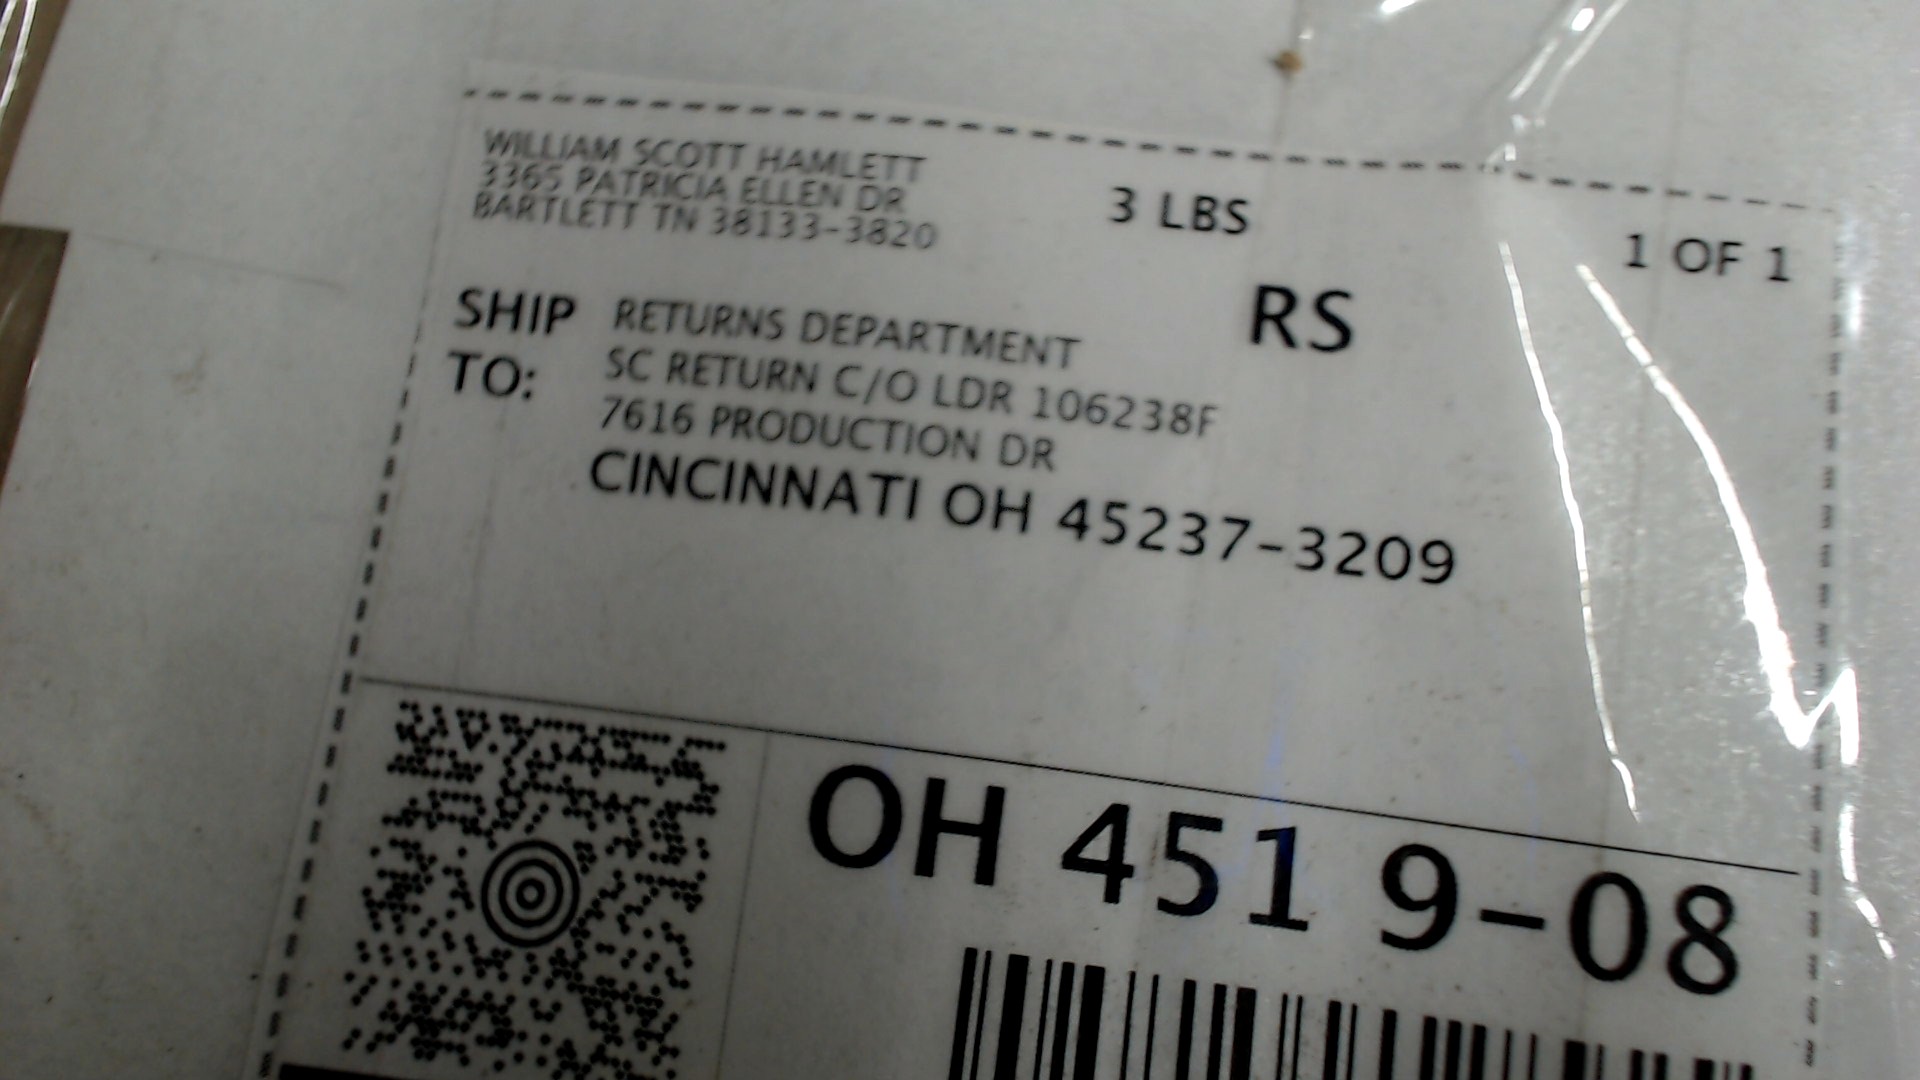 WILLIAM SCOTT HAMLETT
3365 PATRICIA ELLEN DR
BARTLETT TN 38133-3820
3 LBS
1 OF 1
RS
SHIP TO:
RETURNS DEPARTMENT
SC RETURN C/O LDR 106238F
7616 PRODUCTION DR
CINCINNATI OH 45237-3209
OH 451 9-08